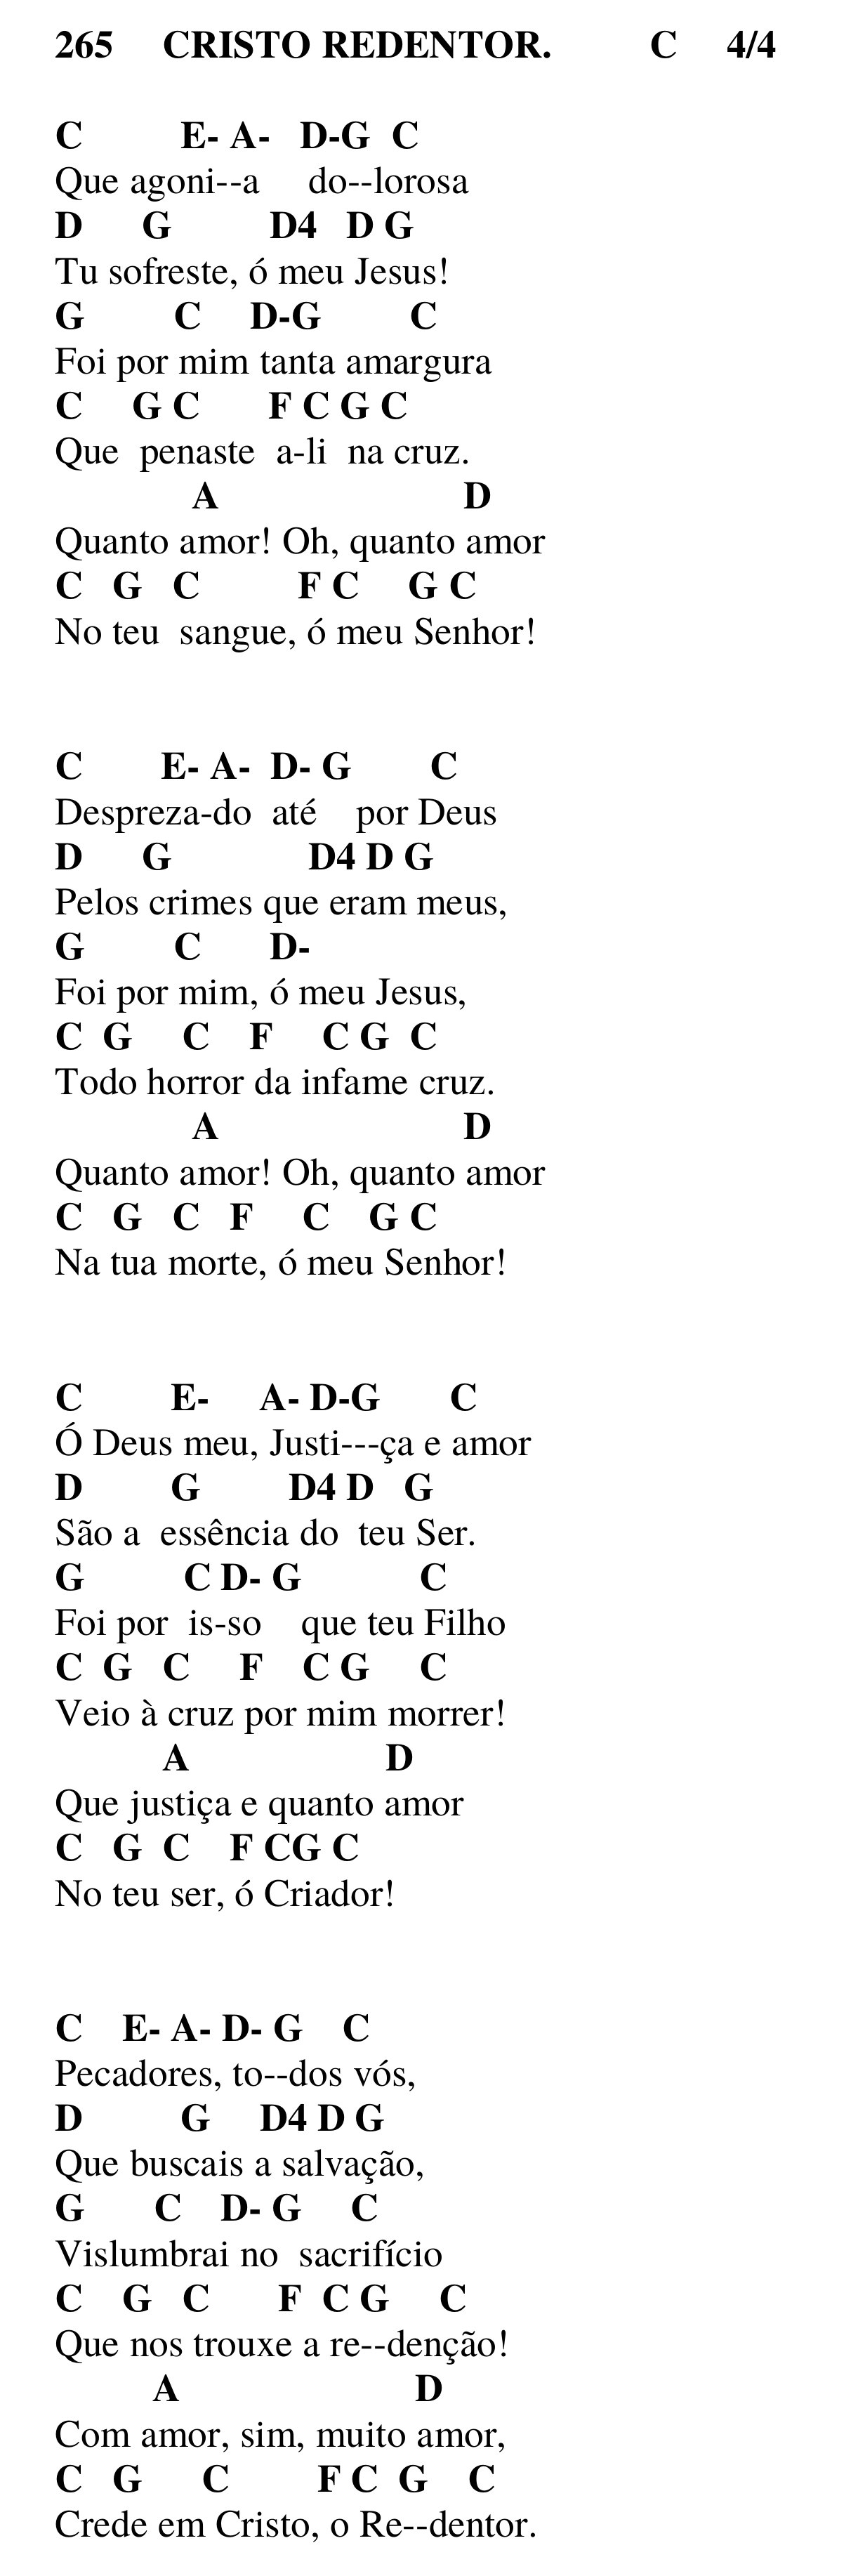 265     CRISTO REDENTOR.          C     4/4

C          E- A-   D-G  C
Que agoni--a     do--lorosa
D      G          D4   D G
Tu sofreste, ó meu Jesus!
G         C     D-G         C
Foi por mim tanta amargura
C     G C       F C G C
Que  penaste  a-li  na cruz.
              A                         D
Quanto amor! Oh, quanto amor
C   G   C          F C     G C
No teu  sangue, ó meu Senhor!

C        E- A-  D- G        C
Despreza-do  até    por Deus
D      G              D4 D G
Pelos crimes que eram meus,
G         C       D-
Foi por mim, ó meu Jesus,
C  G     C    F     C G  C
Todo horror da infame cruz.
              A                         D
Quanto amor! Oh, quanto amor
C   G   C   F     C    G C
Na tua morte, ó meu Senhor!

C         E-     A- D-G       C
Ó Deus meu, Justi---ça e amor
D         G         D4 D   G
São a  essência do  teu Ser.
G          C D- G            C
Foi por  is-so    que teu Filho
C  G   C     F    C G     C
Veio à cruz por mim morrer!
           A                    D
Que justiça e quanto amor
C   G  C    F CG C
No teu ser, ó Criador!

C    E- A- D- G    C
Pecadores, to--dos vós,
D          G     D4 D G
Que buscais a salvação,
G       C    D- G     C
Vislumbrai no  sacrifício
C    G   C       F  C G     C
Que nos trouxe a re--denção!
          A                        D
Com amor, sim, muito amor,
C   G      C         F C  G    C
Crede em Cristo, o Re--dentor.